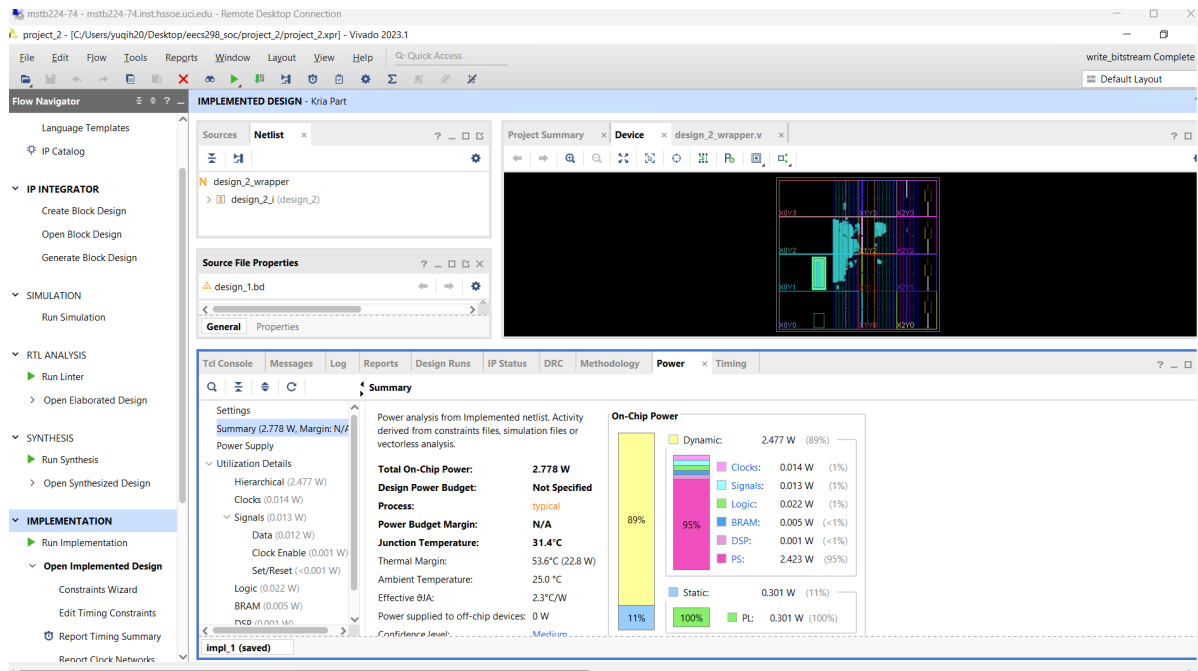 mstb224-74 - mstb224-74.inst.hssoe.uci.edu - Remote Desktop Connection
project_2 - [C:/Users/yuqih20/Desktop/eecs298_soc/project_2/project_2.xpr] - Vivado 2023.1
File Edit Flow Tools Reports Window Layout View Help Quick Access
write_bitstream Complete
Default Layout
Flow Navigator
IMPLEMENTED DESIGN - Kria Part
Language Templates
IP Catalog
IP INTEGRATOR
Create Block Design
Open Block Design
Generate Block Design
SIMULATION
Run Simulation
RTL ANALYSIS
Run Linter
Open Elaborated Design
SYNTHESIS
Run Synthesis
Open Synthesized Design
IMPLEMENTATION
Run Implementation
Open Implemented Design
Constraints Wizard
Edit Timing Constraints
Report Timing Summary
Report Clock Networks
Sources Netlist
N design_2_wrapper
design_2_i (design_2)
Source File Properties
design_1.bd
General Properties
Project Summary Device design_2_wrapper.v
X0Y3 X1Y3 X2Y3
X0Y2 X1Y2 X2Y2
X0Y1 X1Y1 X2Y1
X0Y0 X1Y0 X2Y0
Tcl Console Messages Log Reports Design Runs IP Status DRC Methodology Power Timing
Summary
Settings
Summary (2.778 W, Margin: N/A
Power Supply
Utilization Details
Hierarchical (2.477 W)
Clocks (0.014 W)
Signals (0.013 W)
Data (0.012 W)
Clock Enable (0.001 W)
Set/Reset (<0.001 W)
Logic (0.022 W)
BRAM (0.005 W)
DSP (0.001 W)
Power analysis from Implemented netlist. Activity
derived from constraints files, simulation files or
vectorless analysis.
Total On-Chip Power: 2.778 W
Design Power Budget: Not Specified
Process: typical
Power Budget Margin: N/A
Junction Temperature: 31.4°C
Thermal Margin: 53.6°C (22.8 W)
Ambient Temperature: 25.0 °C
Effective ϑJA: 2.3°C/W
Power supplied to off-chip devices: 0 W
Confidence level: Medium
On-Chip Power
89%
11%
Dynamic: 2.477 W (89%)
95%
Clocks: 0.014 W (1%)
Signals: 0.013 W (1%)
Logic: 0.022 W (1%)
BRAM: 0.005 W (<1%)
DSP: 0.001 W (<1%)
PS: 2.423 W (95%)
Static: 0.301 W (11%)
100%
PL: 0.301 W (100%)
impl_1 (saved)